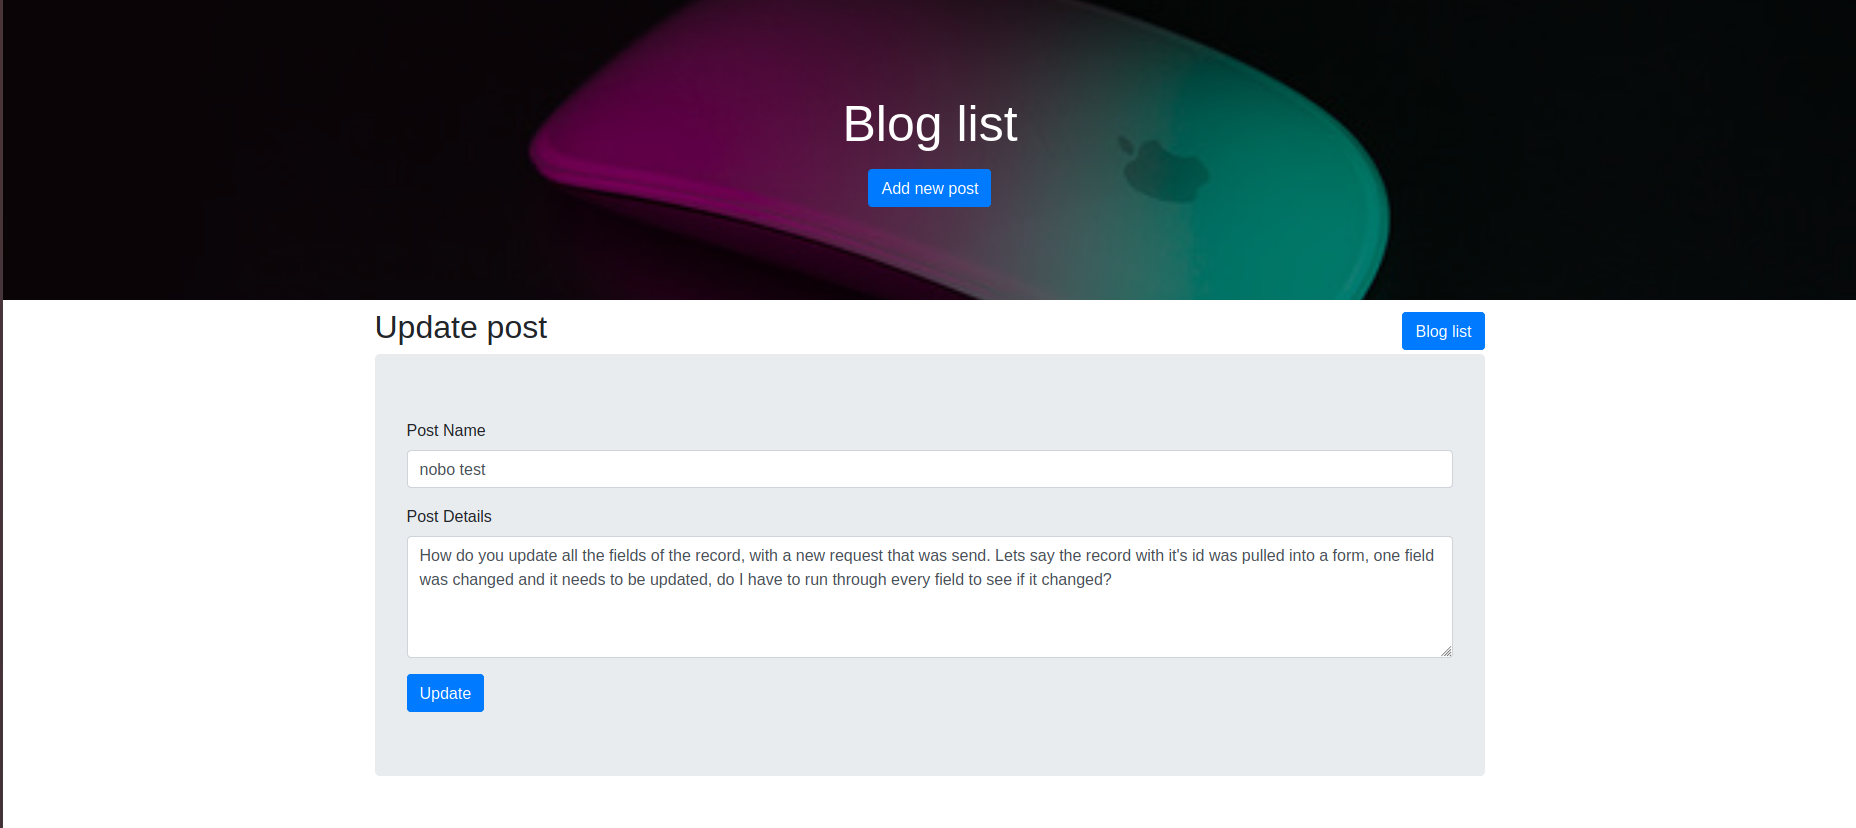 Blog list
Add new post
Update post
Blog list
Post Name
nobo test
Post Details
How do you update all the fields of the record, with a new request that was send. Lets say the record with it's id was pulled into a form, one field
was changed and it needs to be updated, do I have to run through every field to see if it changed?
Update